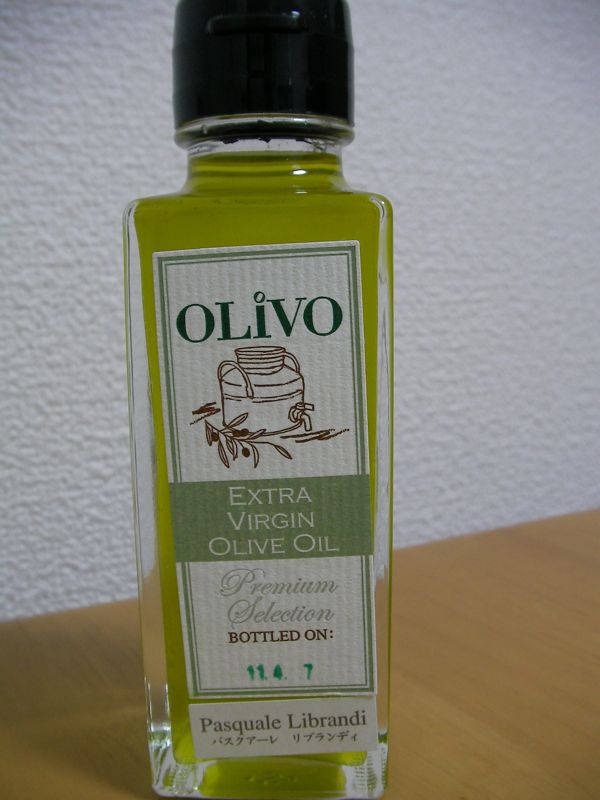 OLiVO
EXTRA
VIRGIN
OLIVE OIL
Premium
Selection
BOTTLED ON:
11.4. 7
Pasquale Librandi
パスクアーレ リブランディ